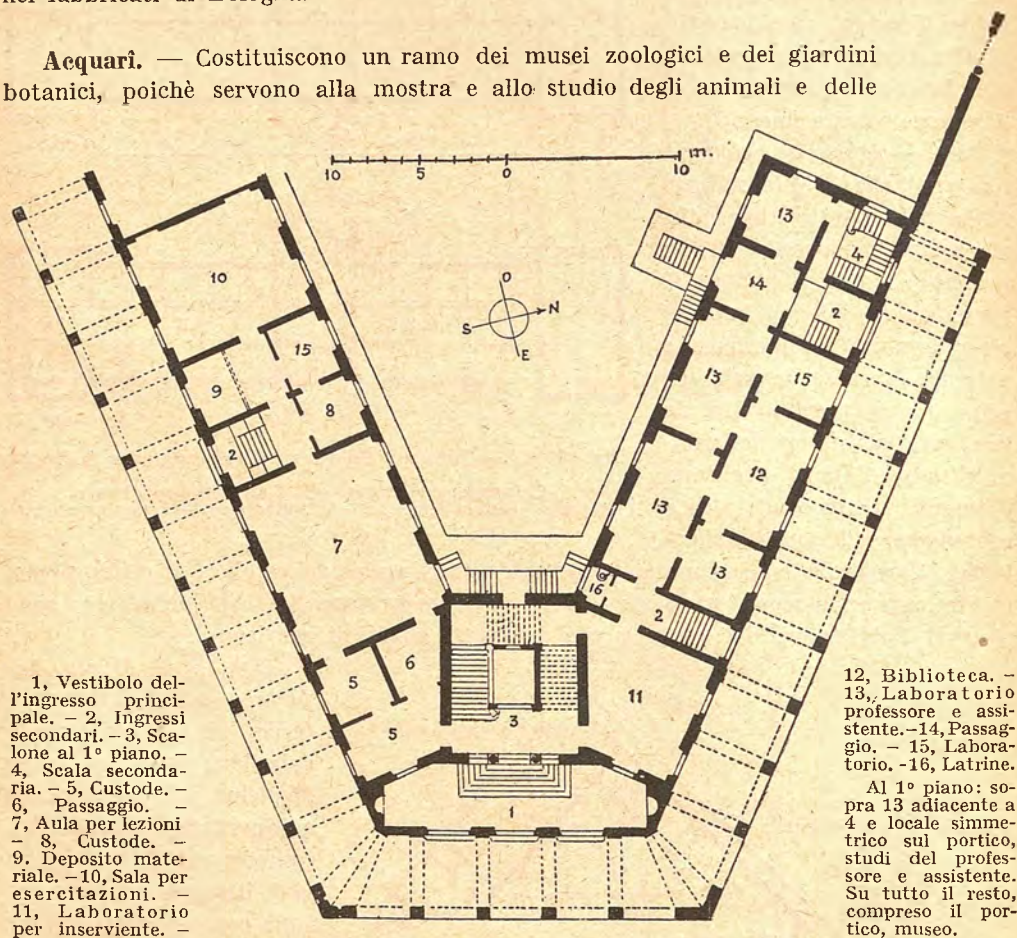 Acquarî. — Costituiscono un ramo dei musei zoologici e dei giardini
botanici, poichè servono alla mostra e allo studio degli animali e delle
10 5 0 10 m.
O
S N
E
10
15
9
8
2
7
5
6
5
3
1
13
4
14
2
13
15
12
13
13
16
2
11
1, Vestibolo del-
l'ingresso princi-
pale. – 2, Ingressi
secondari. – 3, Sca-
lone al 1° piano. –
4, Scala seconda-
ria. – 5, Custode. –
6, Passaggio. –
7, Aula per lezioni
– 8, Custode. –
9. Deposito mate-
riale. – 10, Sala per
esercitazioni. –
11, Laboratorio
per inserviente. –
12, Biblioteca. –
13, Laboratorio
professore e assi-
stente. – 14, Passag-
gio. – 15, Labora-
torio. - 16, Latrine.
Al 1° piano: so-
pra 13 adiacente a
4 e locale simme-
trico sul portico,
studi del profes-
sore e assistente.
Su tutto il resto,
compreso il por-
tico, museo.